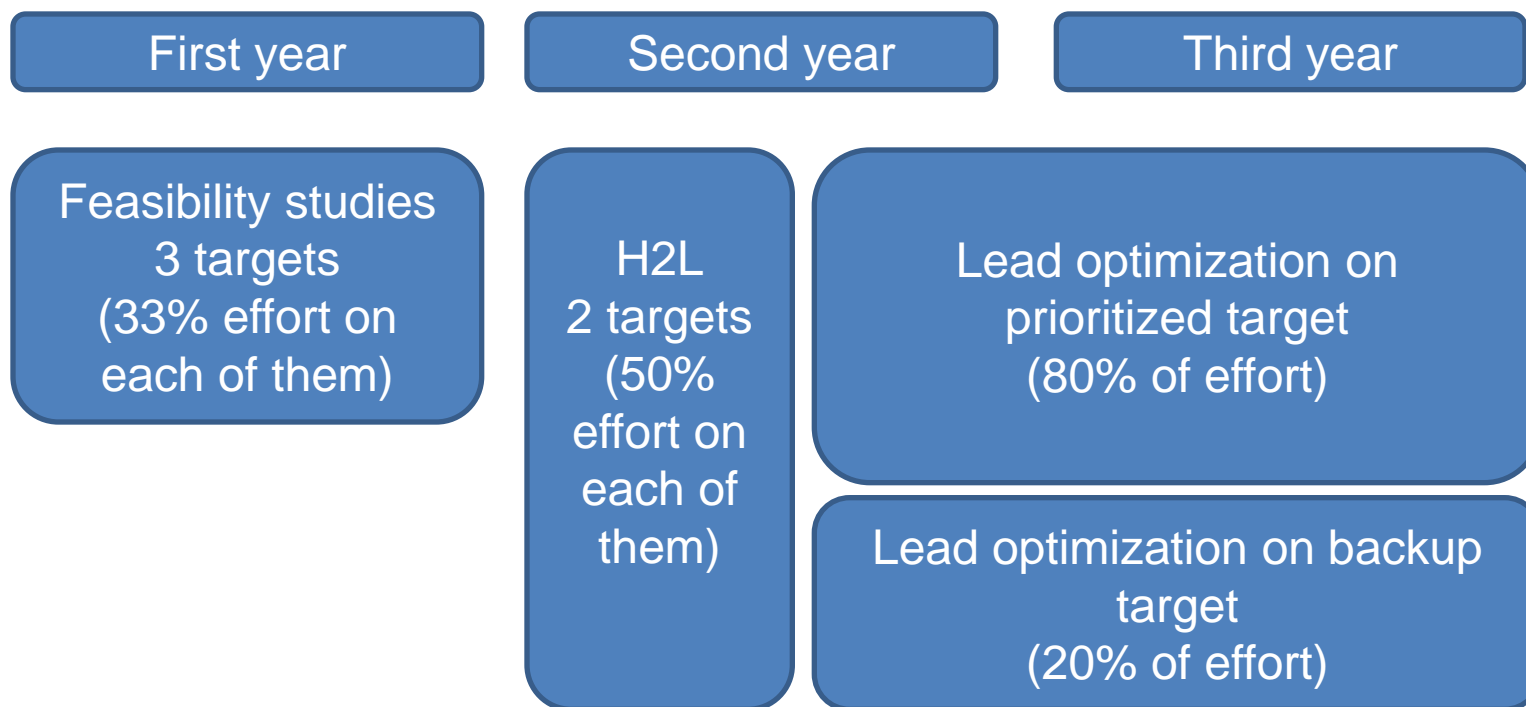 First year
Second year
Third year
Feasibility studies
3 targets
(33% effort on
each of them)
H2L
2 targets
(50%
effort on
each of
them)
Lead optimization on
prioritized target
(80% of effort)
Lead optimization on backup
target
(20% of effort)